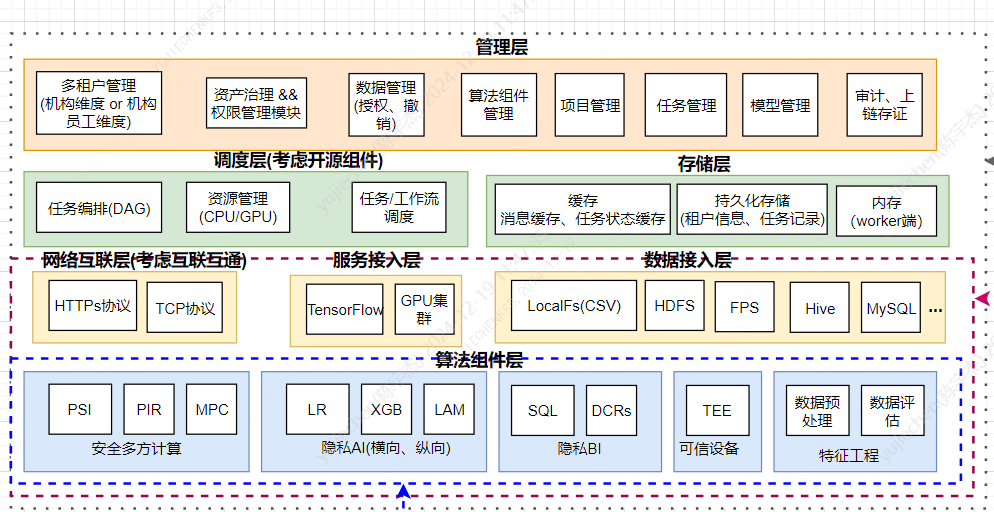 管理层
多租户管理
(机构维度 or 机构
员工维度)
资产治理 &&
权限管理模块
数据管理
(授权、撤
销)
算法组件
管理
项目管理
任务管理
模型管理
审计、上
链存证
调度层(考虑开源组件)
任务编排(DAG)
资源管理
(CPU/GPU)
任务/工作流
调度
存储层
缓存
消息缓存、任务状态缓存
持久化存储
(租户信息、任务记录)
内存
(worker端)
网络互联层(考虑互联互通)
HTTPs协议
TCP协议
服务接入层
TensorFlow
GPU集
群
数据接入层
LocalFs(CSV)
HDFS
FPS
Hive
MySQL
...
算法组件层
PSI
PIR
MPC
安全多方计算
LR
XGB
LAM
隐私AI(横向、纵向)
SQL
DCRs
隐私BI
TEE
可信设备
数据预
处理
数据评
估
特征工程